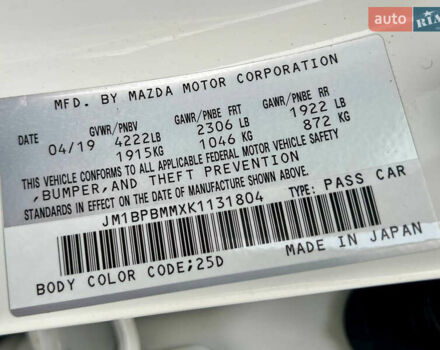 auto RIA
MFD. BY MAZDA MOTOR CORPORATION
DATE GVWR/PNBV GAWR/PNBE FRT GAWR/PNBE RR
04/19 4222LB 2306 LB 1922 LB
1915KG 1046 KG 872 KG
THIS VEHICLE CONFORMS TO ALL APPLICABLE FEDERAL MOTOR VEHICLE SAFETY
,BUMPER,AND THEFT PREVENTION
STANDARDS IN EFFECT ON THE DATE OF MANUFACTURE SHOWN ABOVE.
JM1BPBMMXK1131804 TYPE: PASS CAR
MADE IN JAPAN
BODY COLOR CODE;25D